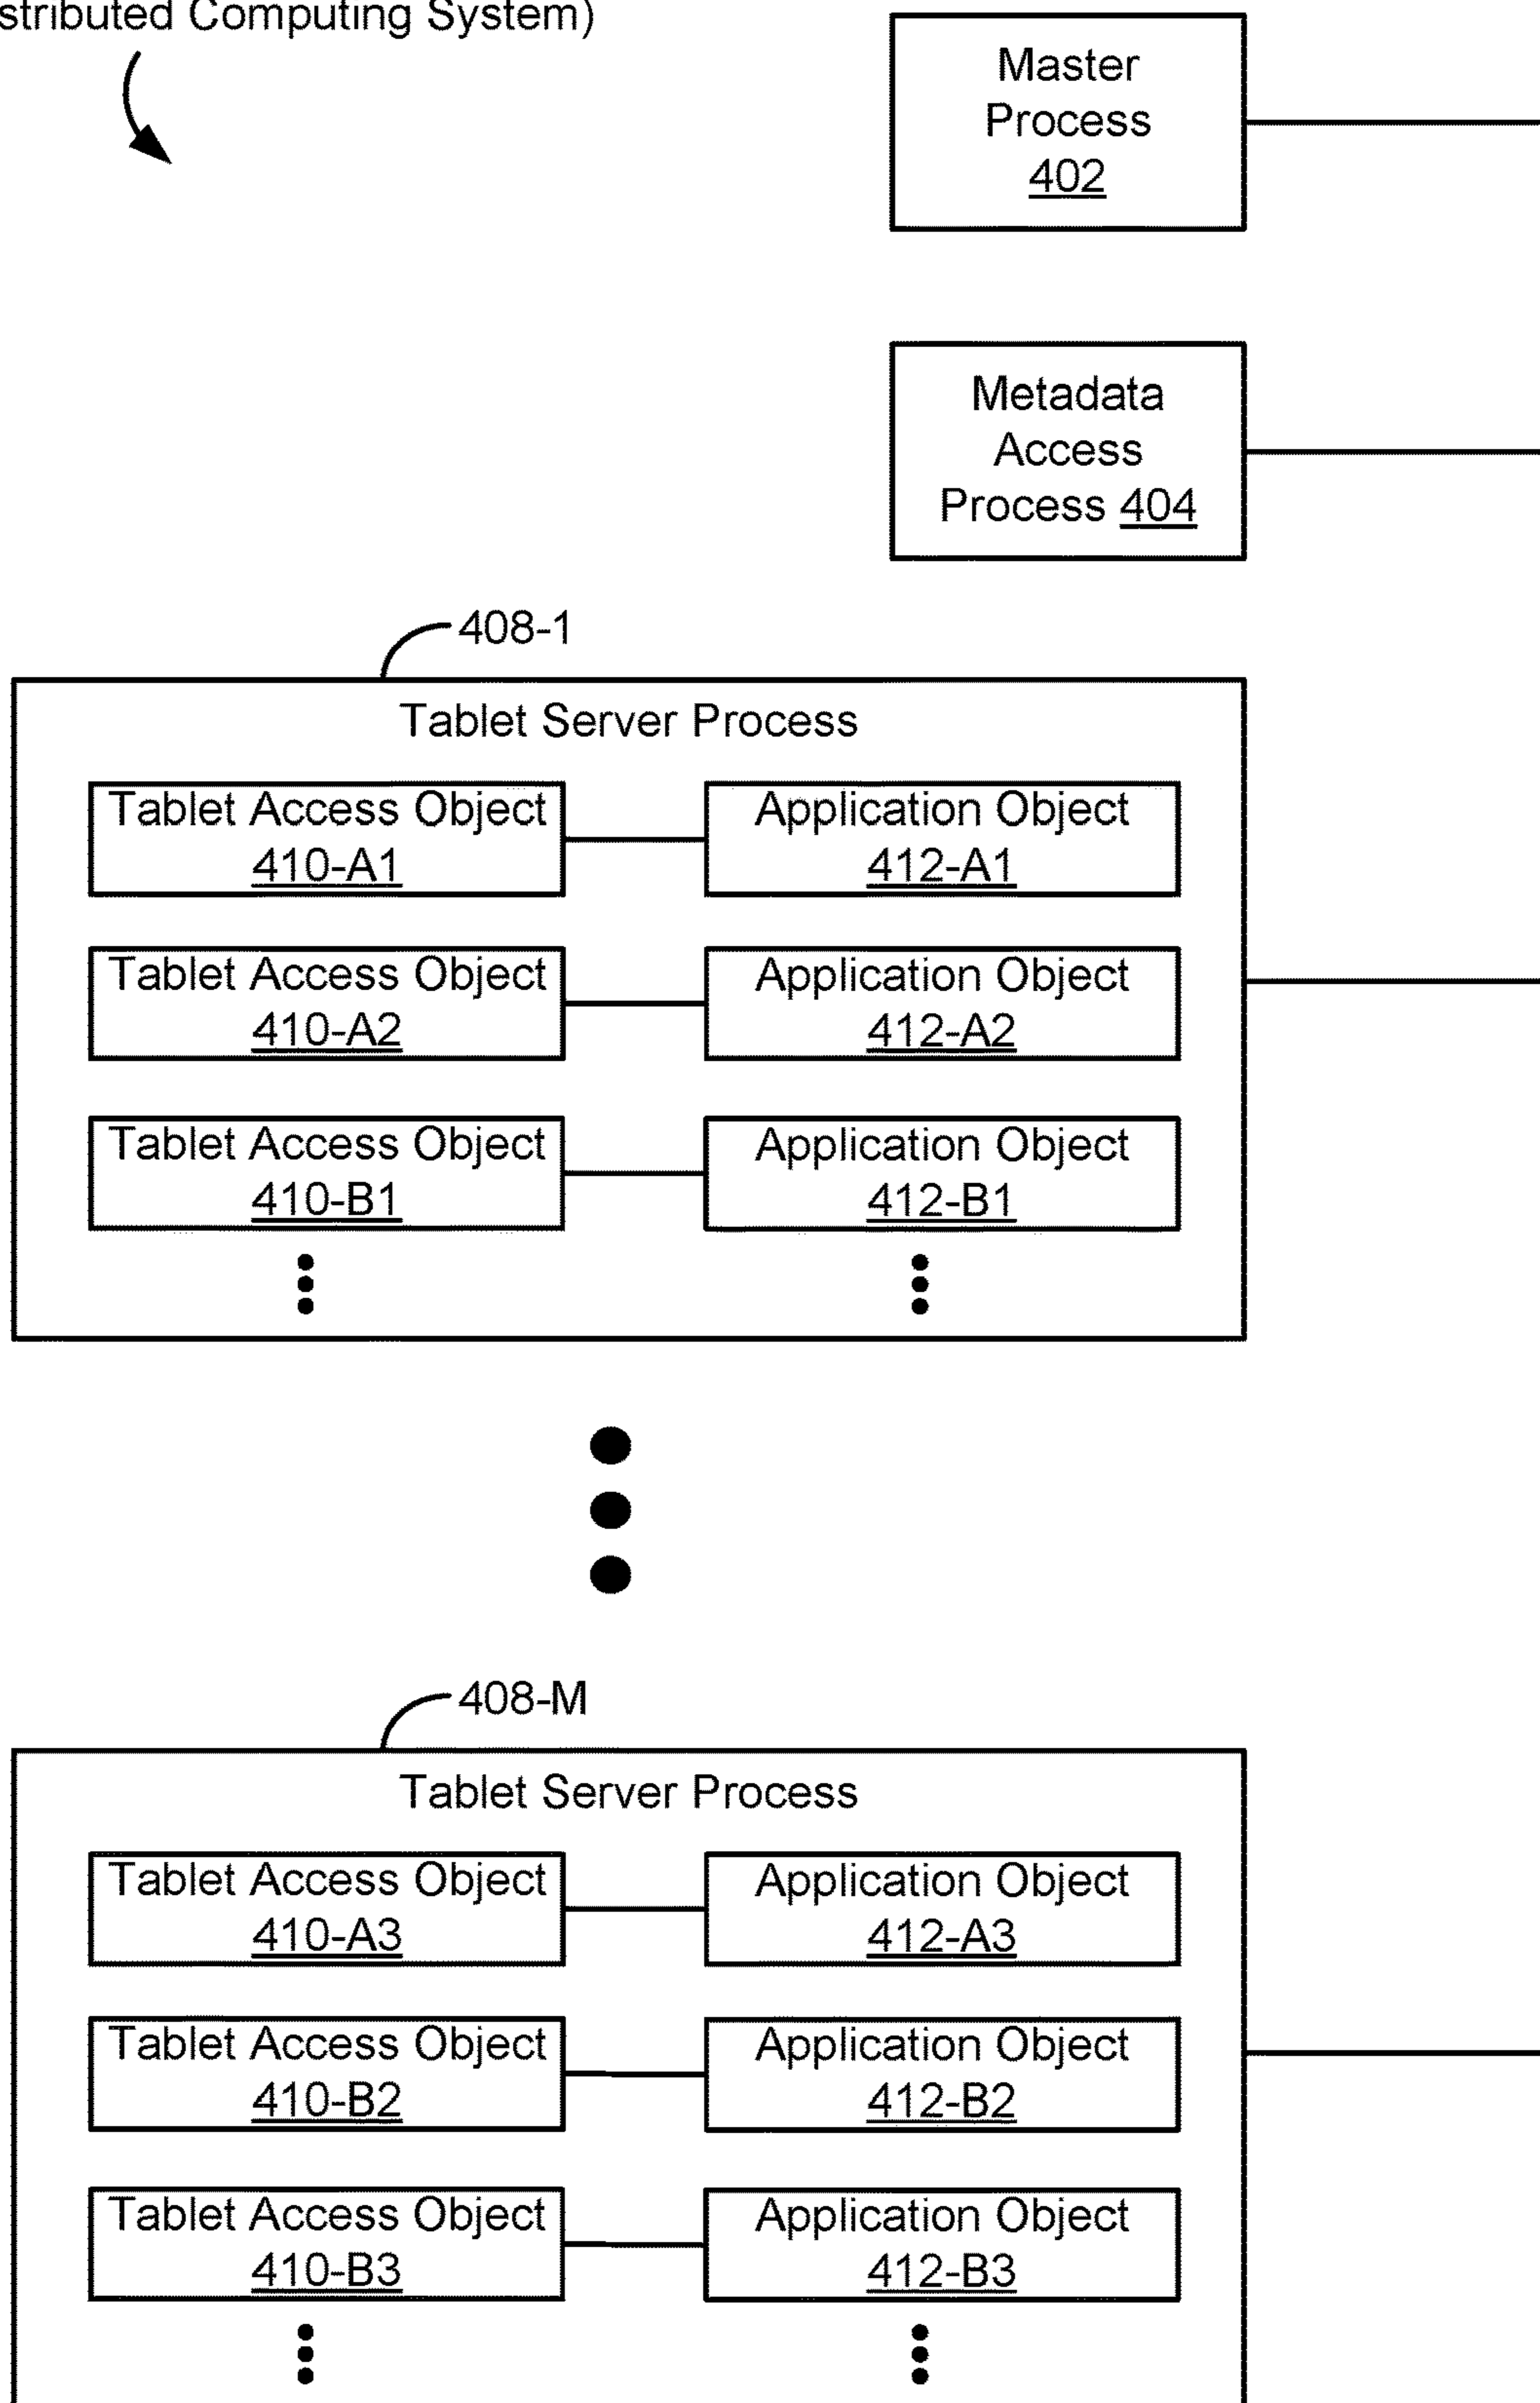 stributed Computing System)
Master
Process
402
Metadata
Access
Process 404
408-1
Tablet Server Process
Tablet Access Object
410-A1
Application Object
412-A1
Tablet Access Object
410-A2
Application Object
412-A2
Tablet Access Object
410-B1
Application Object
412-B1
408-M
Tablet Server Process
Tablet Access Object
410-A3
Application Object
412-A3
Tablet Access Object
410-B2
Application Object
412-B2
Tablet Access Object
410-B3
Application Object
412-B3